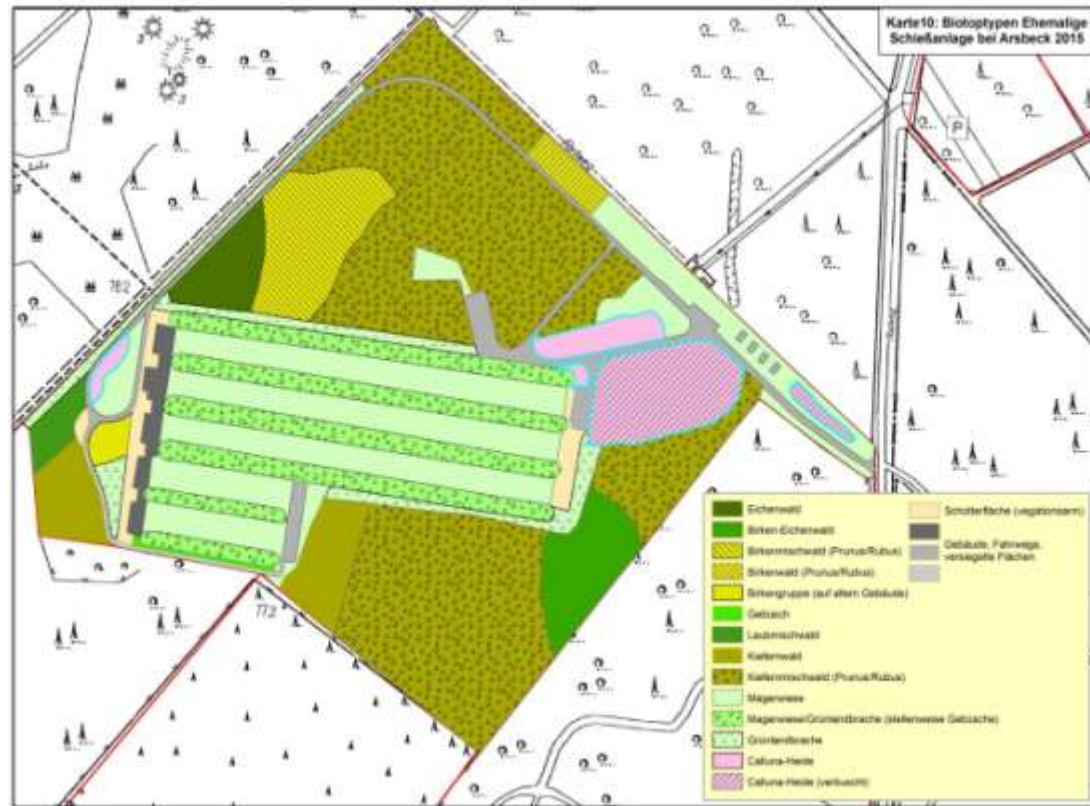 Karte10: Biotoptypen Ehemalige
Schießanlage bei Arsbeck 2015
P
Eichenwald
Birken-Eichenwald
Birkenmischwald (Prunus/Rubus)
Birkenwald (Prunus/Rubus)
Birkengruppe (auf altem Gebäude)
Gebüsch
Laubmischwald
Kiefernwald
Kiefernmischwald (Prunus/Rubus)
Magerwiese
Magerwiese/Grünlandbrache (stellenweise Gebüsche)
Grünlandbrache
Calluna-Heide
Calluna-Heide (verbuscht)
Schotterfläche (vegetationsarm)
Gebäude, Fahrwege,
versiegelte Flächen